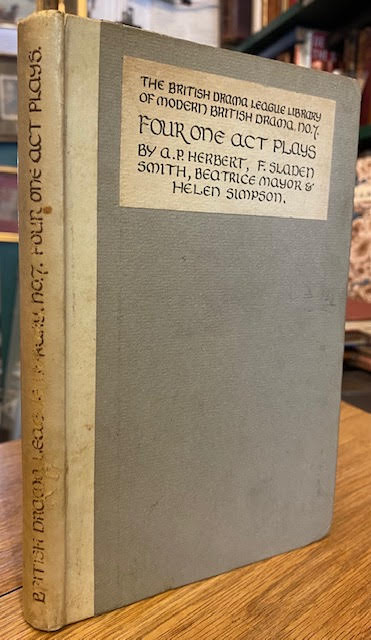 THE BRITISH DRAMA LEAGUE LIBRARY
OF MODERN BRITISH DRAMA. NO.7.
FOUR ONE ACT PLAYS
BY A.P. HERBERT, F. SLADEN
SMITH, BEATRICE MAYOR &
HELEN SIMPSON.
BRITISH DRAMA LEAGUE LIBRARY. NO.7. FOUR ONE ACT PLAYS.